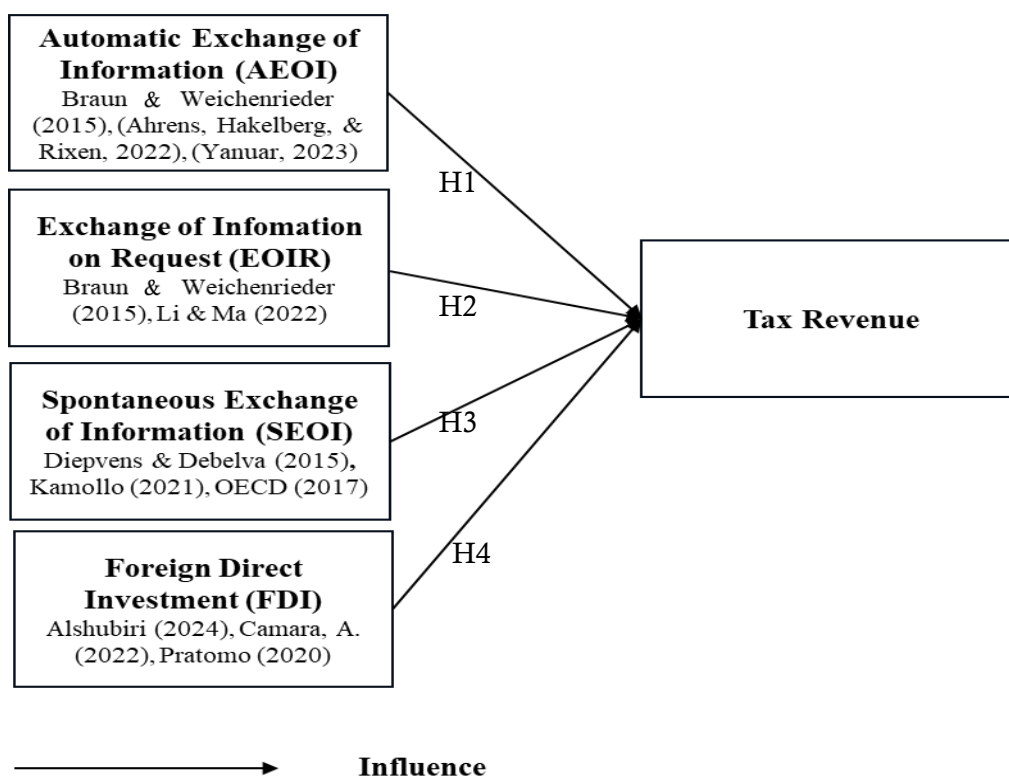 Automatic Exchange of
Information (AEOI)
Braun & Weichenrieder
(2015), (Ahrens, Hakelberg, &
Rixen, 2022), (Yanuar, 2023)
H1
Exchange of Infomation
on Request (EOIR)
Braun & Weichenrieder
(2015), Li & Ma (2022)
H2
Tax Revenue
Spontaneous Exchange
of Information (SEOI)
Diepvens & Debelva (2015),
Kamollo (2021), OECD (2017)
H3
Foreign Direct
Investment (FDI)
Alshubiri (2024), Camara, A.
(2022), Pratomo (2020)
H4
Influence